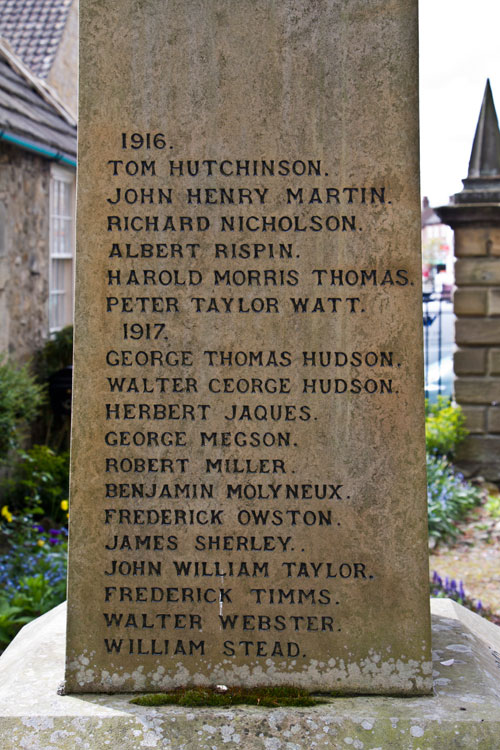 1916.
TOM HUTCHINSON.
JOHN HENRY MARTIN.
RICHARD NICHOLSON.
ALBERT RISPIN.
HAROLD MORRIS THOMAS.
PETER TAYLOR WATT.
1917.
GEORGE THOMAS HUDSON.
WALTER GEORGE HUDSON.
HERBERT JAQUES.
GEORGE MEGSON.
ROBERT MILLER.
BENJAMIN MOLYNEUX.
FREDERICK OWSTON.
JAMES SHERLEY.
JOHN WILLIAM TAYLOR.
FREDERICK TIMMS.
WALTER WEBSTER.
WILLIAM STEAD.